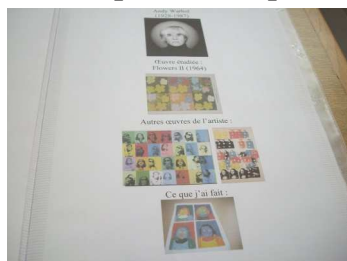 Andy Warhol
(1928-1987)
Œuvre étudiée :
Flowers II (1964)
Autres œuvres de l'artiste :
Ce que j'ai fait :